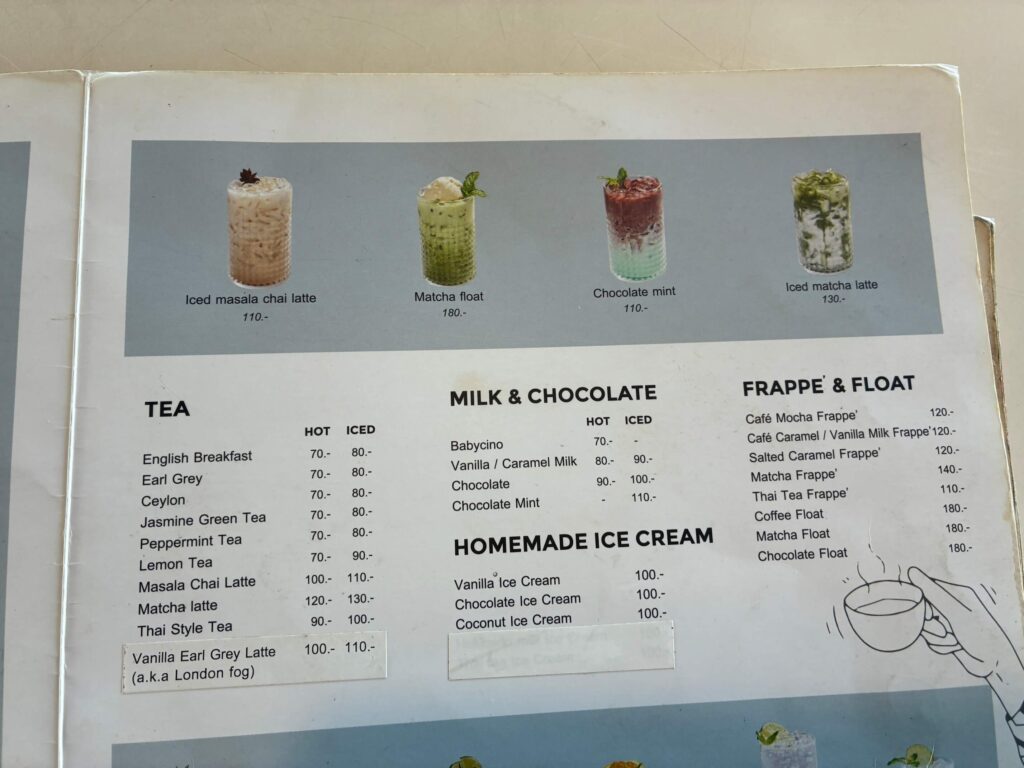 Iced masala chai latte
110.-
Matcha float
180.-
Chocolate mint
110.-
Iced matcha latte
130.-
TEA
HOT ICED
English Breakfast 70.- 80.-
Earl Grey 70.- 80.-
Ceylon 70.- 80.-
Jasmine Green Tea 70.- 80.-
Peppermint Tea 70.- 80.-
Lemon Tea 70.- 90.-
Masala Chai Latte 100.- 110.-
Matcha latte 120.- 130.-
Thai Style Tea 90.- 100.-
Vanilla Earl Grey Latte 100.- 110.-
(a.k.a London fog)
MILK & CHOCOLATE
HOT ICED
Babycino 70.- -
Vanilla / Caramel Milk 80.- 90.-
Chocolate 90.- 100.-
Chocolate Mint - 110.-
HOMEMADE ICE CREAM
Vanilla Ice Cream 100.-
Chocolate Ice Cream 100.-
Coconut Ice Cream 100.-
Ice Cream
Ice Cream
FRAPPE' & FLOAT
Café Mocha Frappe' 120.-
Café Caramel / Vanilla Milk Frappe' 120.-
Salted Caramel Frappe' 120.-
Matcha Frappe' 140.-
Thai Tea Frappe' 110.-
Coffee Float 180.-
Matcha Float 180.-
Chocolate Float 180.-